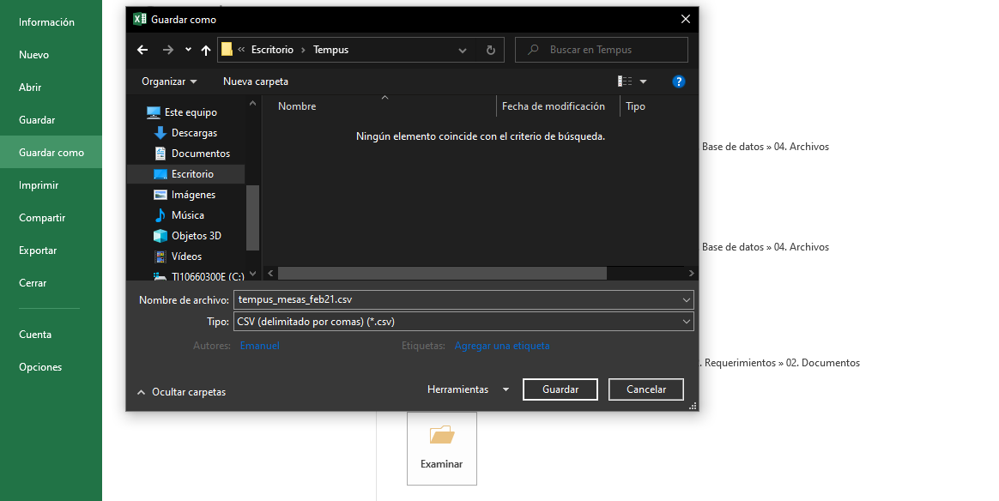 Información
Nuevo
Abrir
Guardar
Guardar como
Imprimir
Compartir
Exportar
Cerrar
Cuenta
Opciones
Guardar como
« Escritorio › Tempus
Buscar en Tempus
Organizar
Nueva carpeta
?
Este equipo
Descargas
Documentos
Escritorio
Imágenes
Música
Objetos 3D
Vídeos
TI10660300E (C:)
Nombre
Fecha de modificación
Tipo
Ningún elemento coincide con el criterio de búsqueda.
Nombre de archivo: tempus_mesas_feb21.csv
Tipo: CSV (delimitado por comas) (*.csv)
Autores: Emanuel
Etiquetas: Agregar una etiqueta
Ocultar carpetas
Herramientas
Guardar
Cancelar
Base de datos » 04. Archivos
Base de datos » 04. Archivos
. Requerimientos » 02. Documentos
Examinar